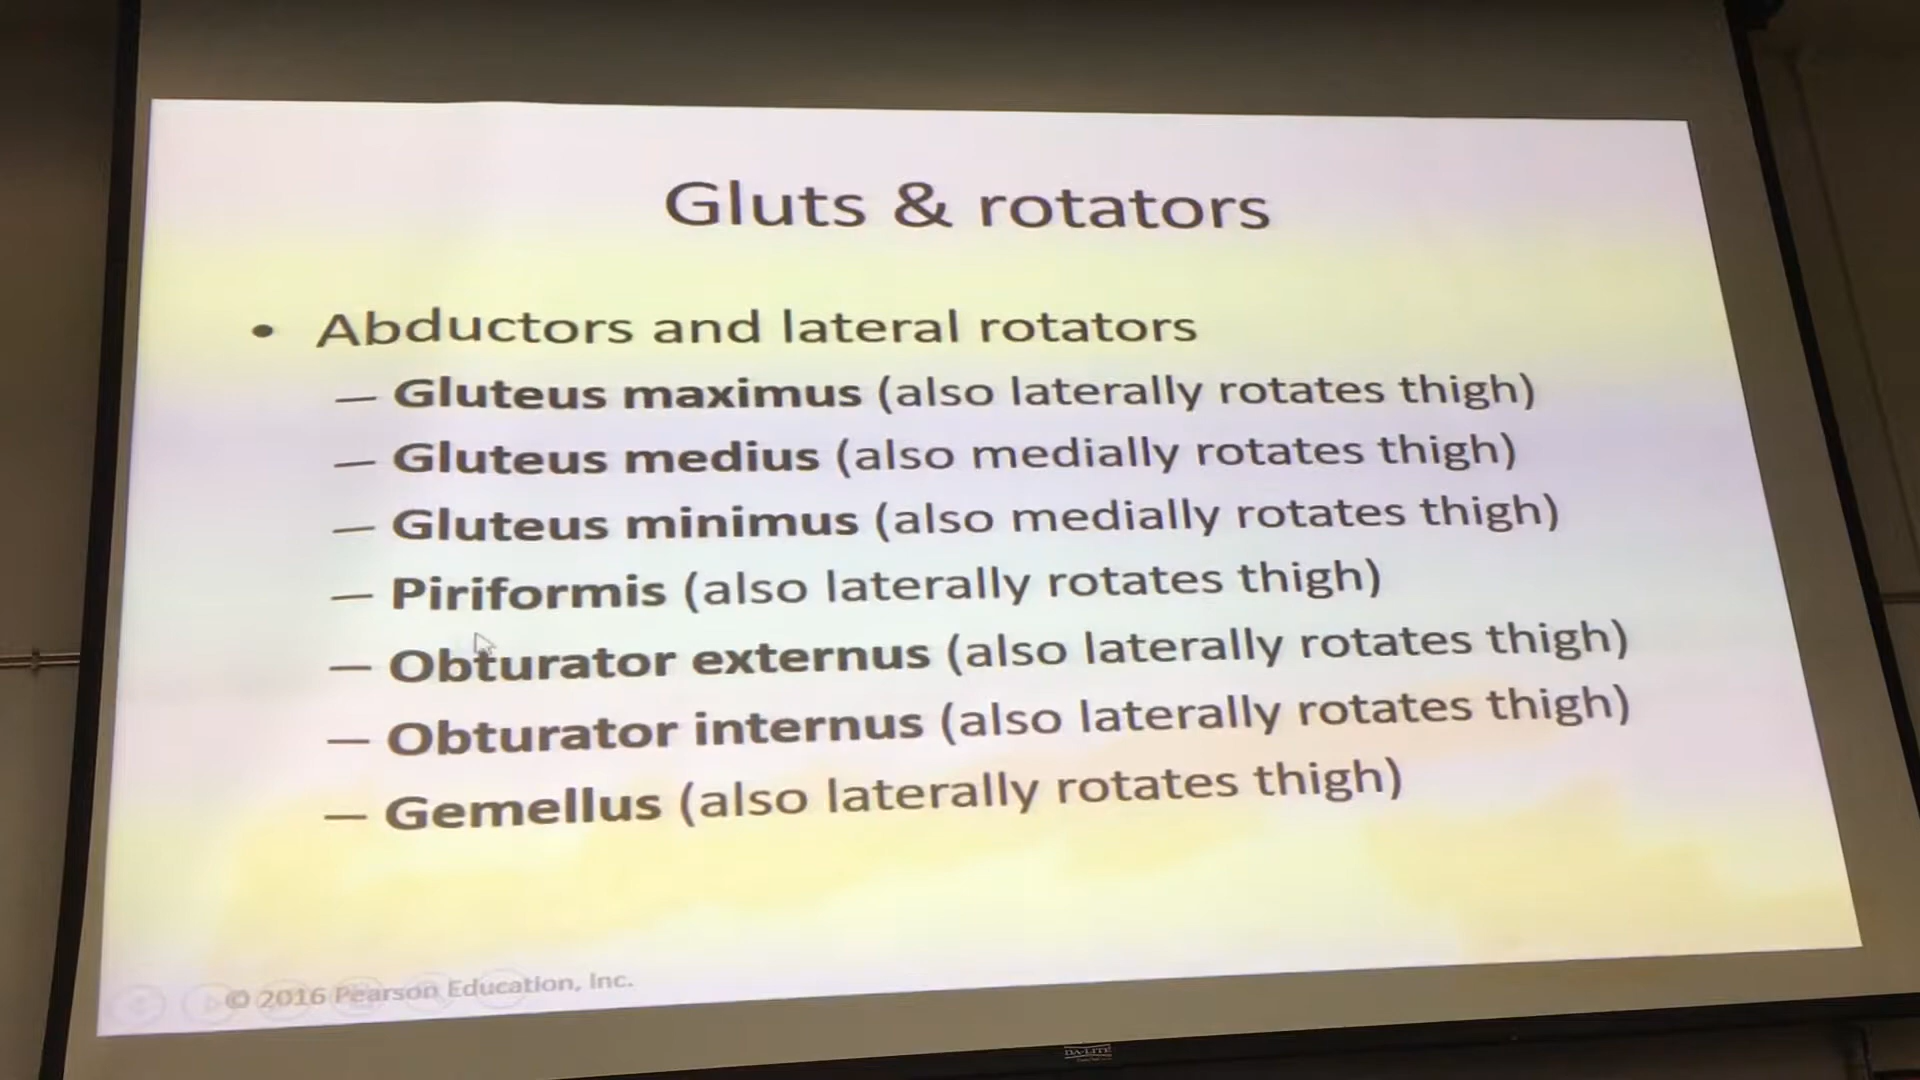 Gluts & rotators
• Abductors and lateral rotators
— Gluteus maximus (also laterally rotates thigh)
— Gluteus medius (also medially rotates thigh)
— Gluteus minimus (also medially rotates thigh)
— Piriformis (also laterally rotates thigh)
— Obturator externus (also laterally rotates thigh)
— Obturator internus (also laterally rotates thigh)
— Gemellus (also laterally rotates thigh)
© 2016 Pearson Education, Inc.
DA-LITE